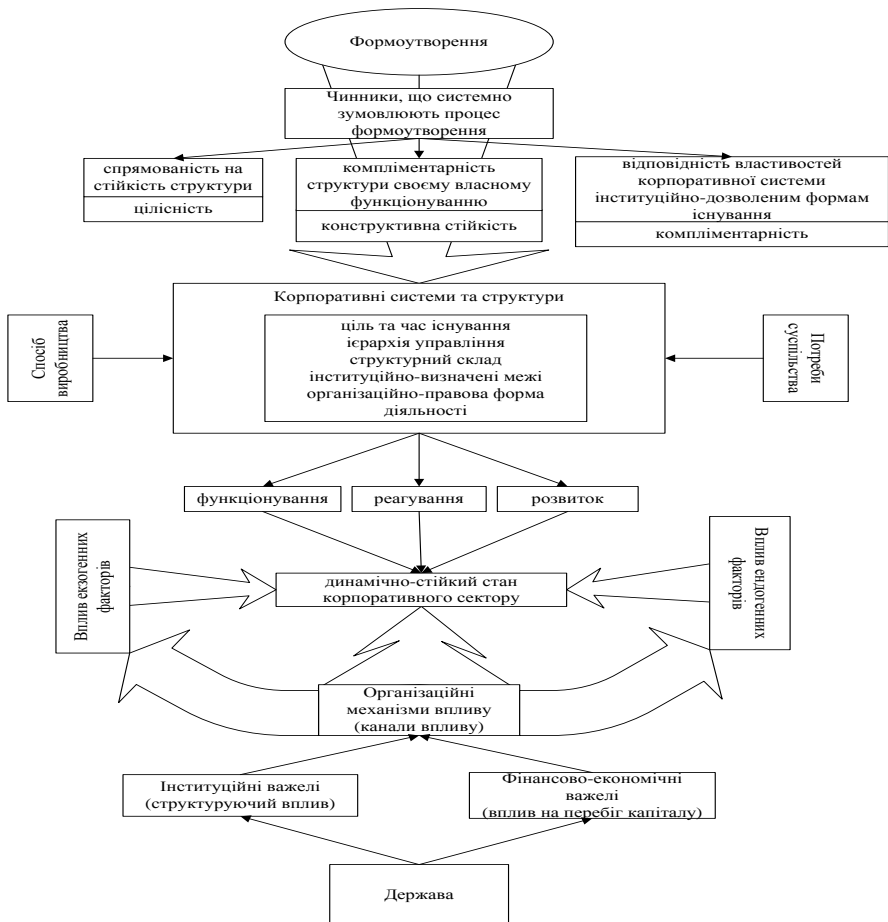 Формоутворення
Чинники, що системно
зумовлюють процес
формоутворення
спрямованість на
стійкість структури
цілісність
компліментарність
структури своєму власному
функціонуванню
конструктивна стійкість
відповідність властивостей
корпоративної системи
інституційно-дозволеним формам
існування
компліментарність
Корпоративні системи та структури
ціль та час існування
ієрархія управління
структурний склад
інституційно-визначені межі
організаційно-правова форма
діяльності
Спосіб
виробництва
Потреби
суспільства
функціонування
реагування
розвиток
Вплив екзогенних
факторів
динамічно-стійкий стан
корпоративного сектору
Вплив ендогенних
факторів
Організаційні
механізми впливу
(канали впливу)
Інституційні важелі
(структуруючий вплив)
Фінансово-економічні
важелі
(вплив на перебіг капіталу)
Держава